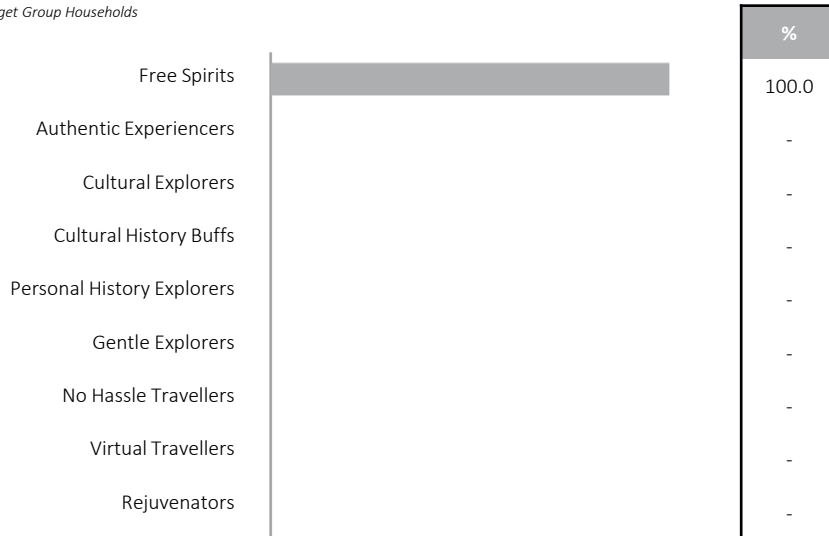 Group Households
%
Free Spirits 100.0
Authentic Experiencers -
Cultural Explorers -
Cultural History Buffs -
Personal History Explorers -
Gentle Explorers -
No Hassle Travellers -
Virtual Travellers -
Rejuvenators -